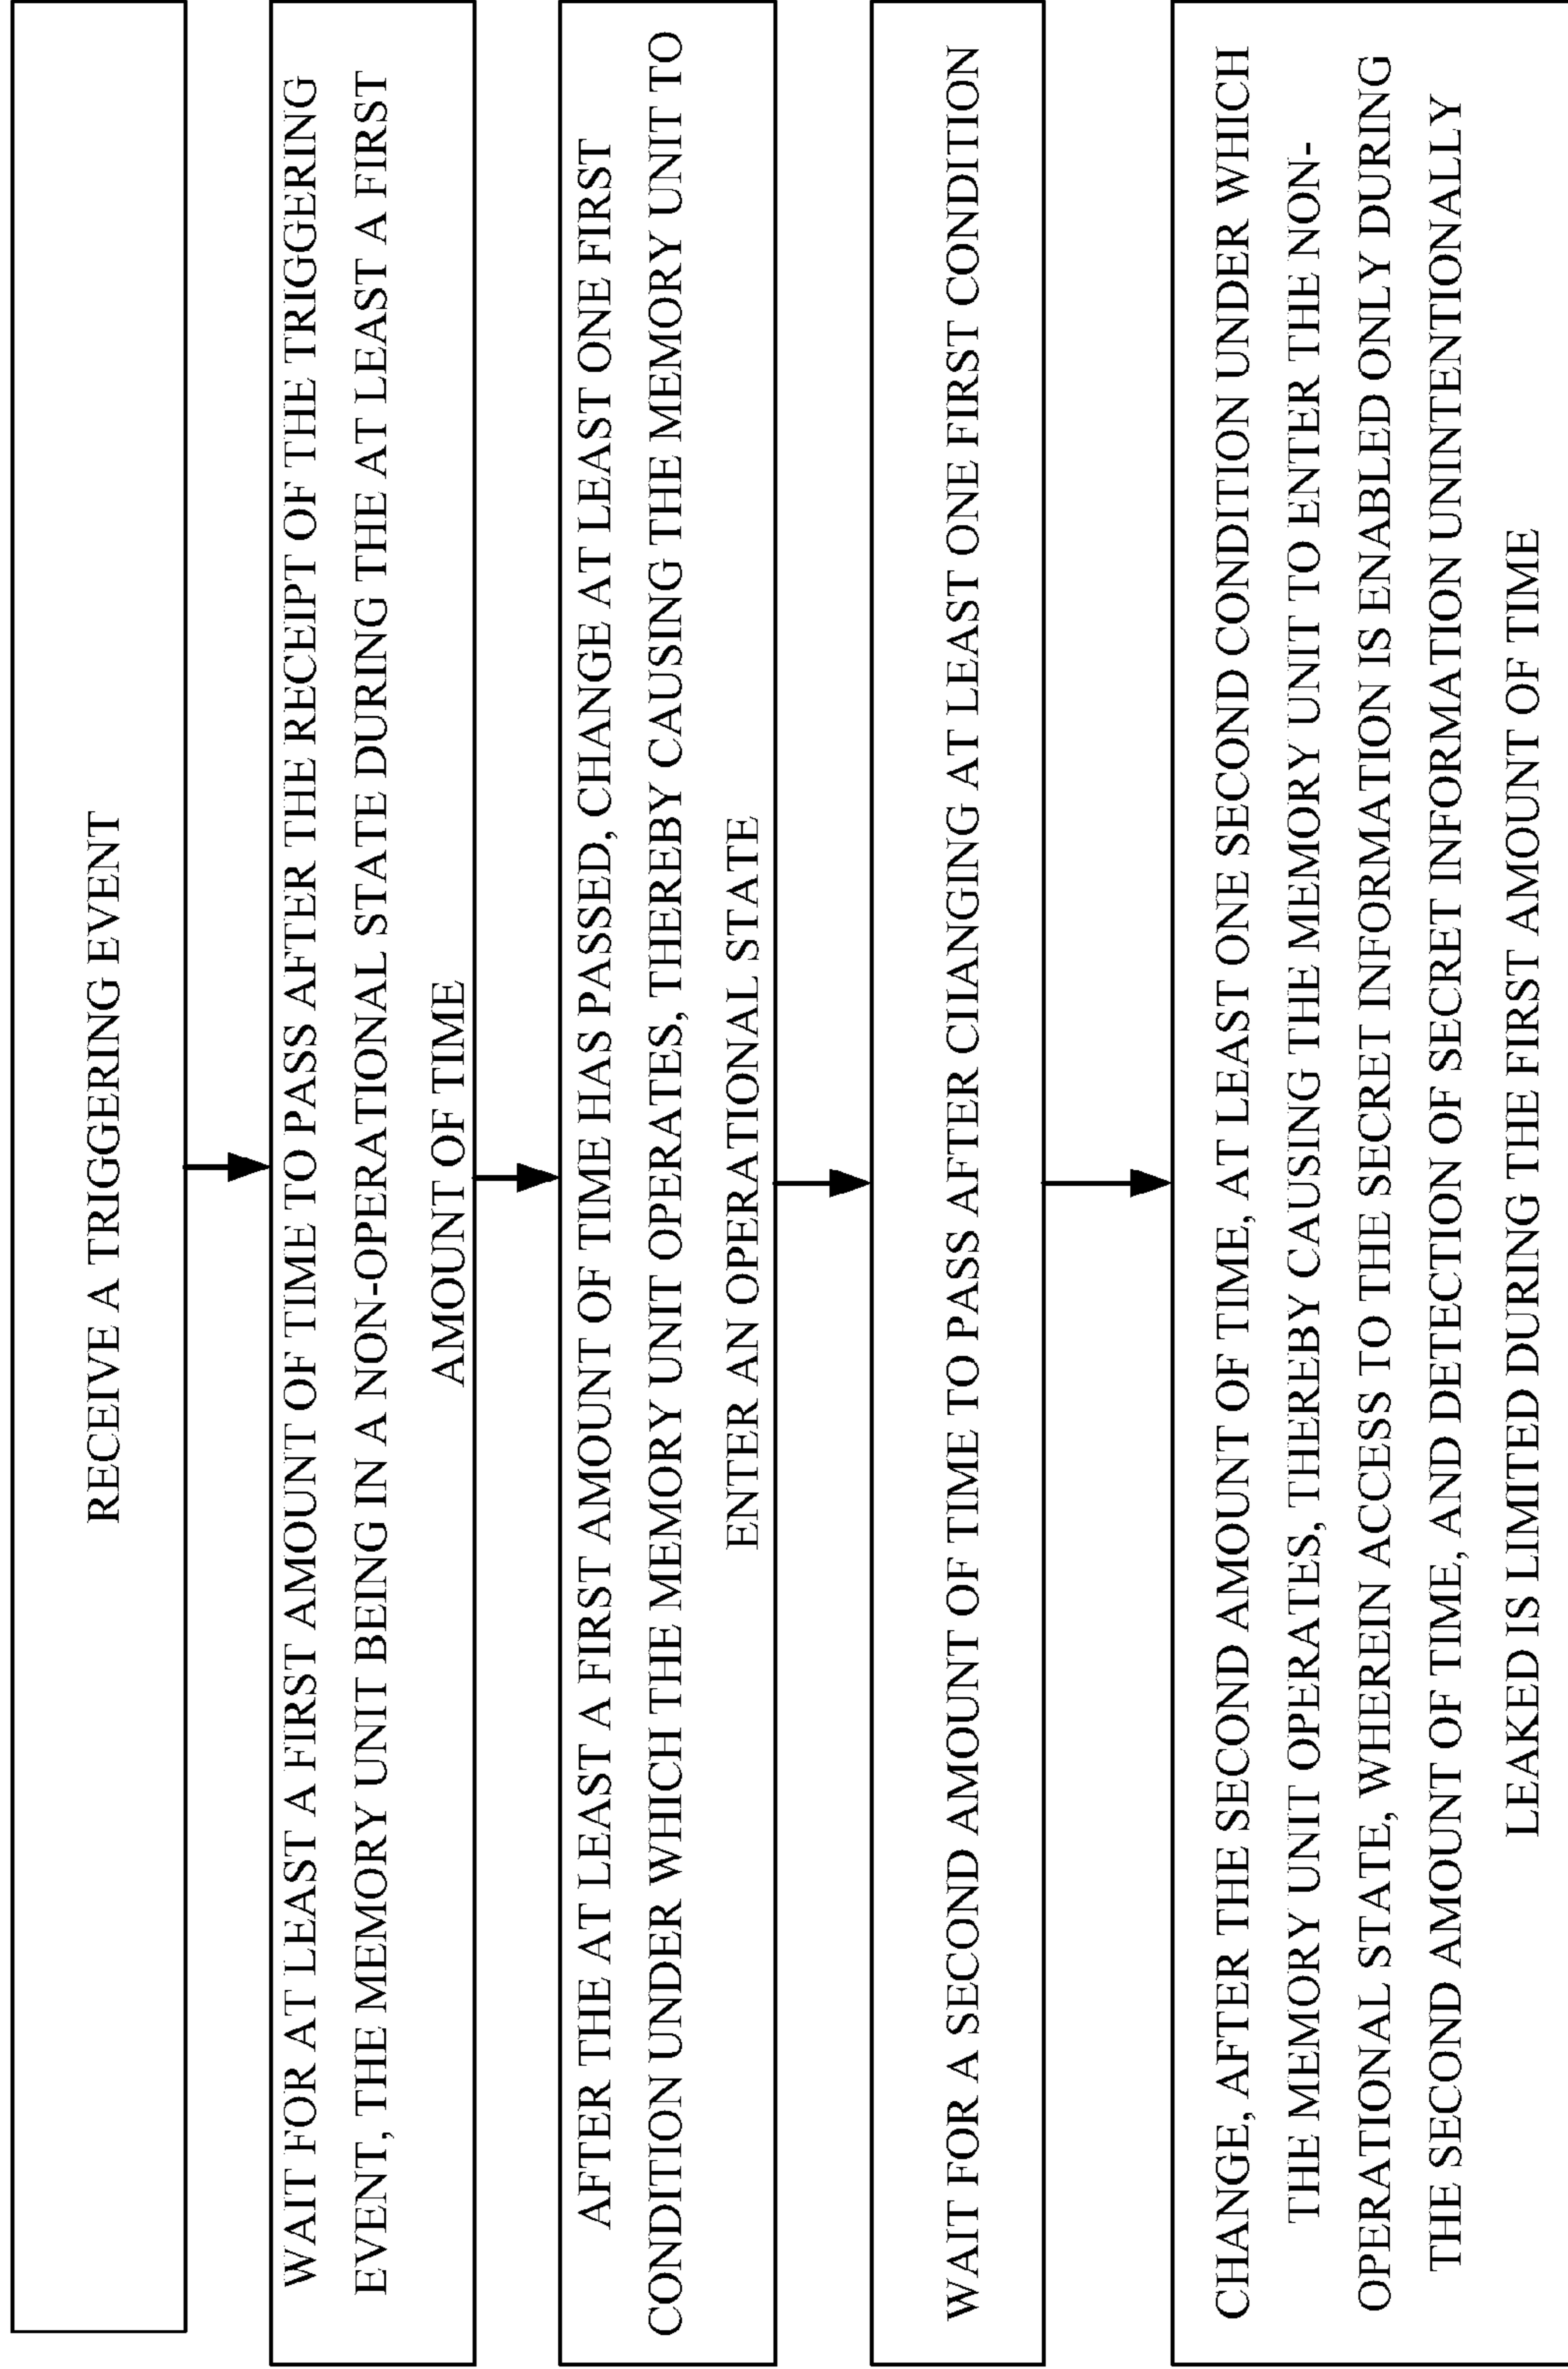 RECEIVE A TRIGGERING EVENT
WAIT FOR AT LEAST A FIRST AMOUNT OF TIME TO PASS AFTER THE RECEIPT OF THE TRIGGERING
EVENT, THE MEMORY UNIT BEING IN A NON-OPERATIONAL STATE DURING THE AT LEAST A FIRST
AMOUNT OF TIME
AFTER THE AT LEAST A FIRST AMOUNT OF TIME HAS PASSED, CHANGE AT LEAST ONE FIRST
CONDITION UNDER WHICH THE MEMORY UNIT OPERATES, THEREBY CAUSING THE MEMORY UNIT TO
ENTER AN OPERATIONAL STATE
WAIT FOR A SECOND AMOUNT OF TIME TO PASS AFTER CHANGING AT LEAST ONE FIRST CONDITION
CHANGE, AFTER THE SECOND AMOUNT OF TIME, AT LEAST ONE SECOND CONDITION UNDER WHICH
THE MEMORY UNIT OPERATES, THEREBY CAUSING THE MEMORY UNIT TO ENTER THE NON-
OPERATIONAL STATE, WHEREIN ACCESS TO THE SECRET INFORMATION IS ENABLED ONLY DURING
THE SECOND AMOUNT OF TIME, AND DETECTION OF SECRET INFORMATION UNINTENTIONALLY
LEAKED IS LIMITED DURING THE FIRST AMOUNT OF TIME